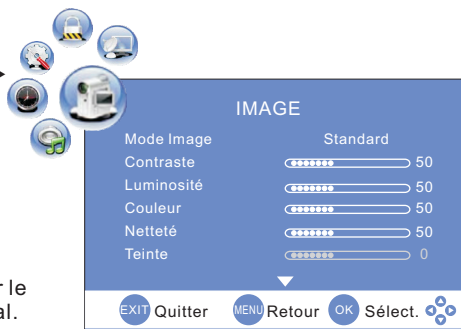 IMAGE
Mode Image Standard
Contraste 50
Luminosité 50
Couleur 50
Netteté 50
Teinte 0
r le
al.
EXIT Quitter MENU Retour OK Sélect.